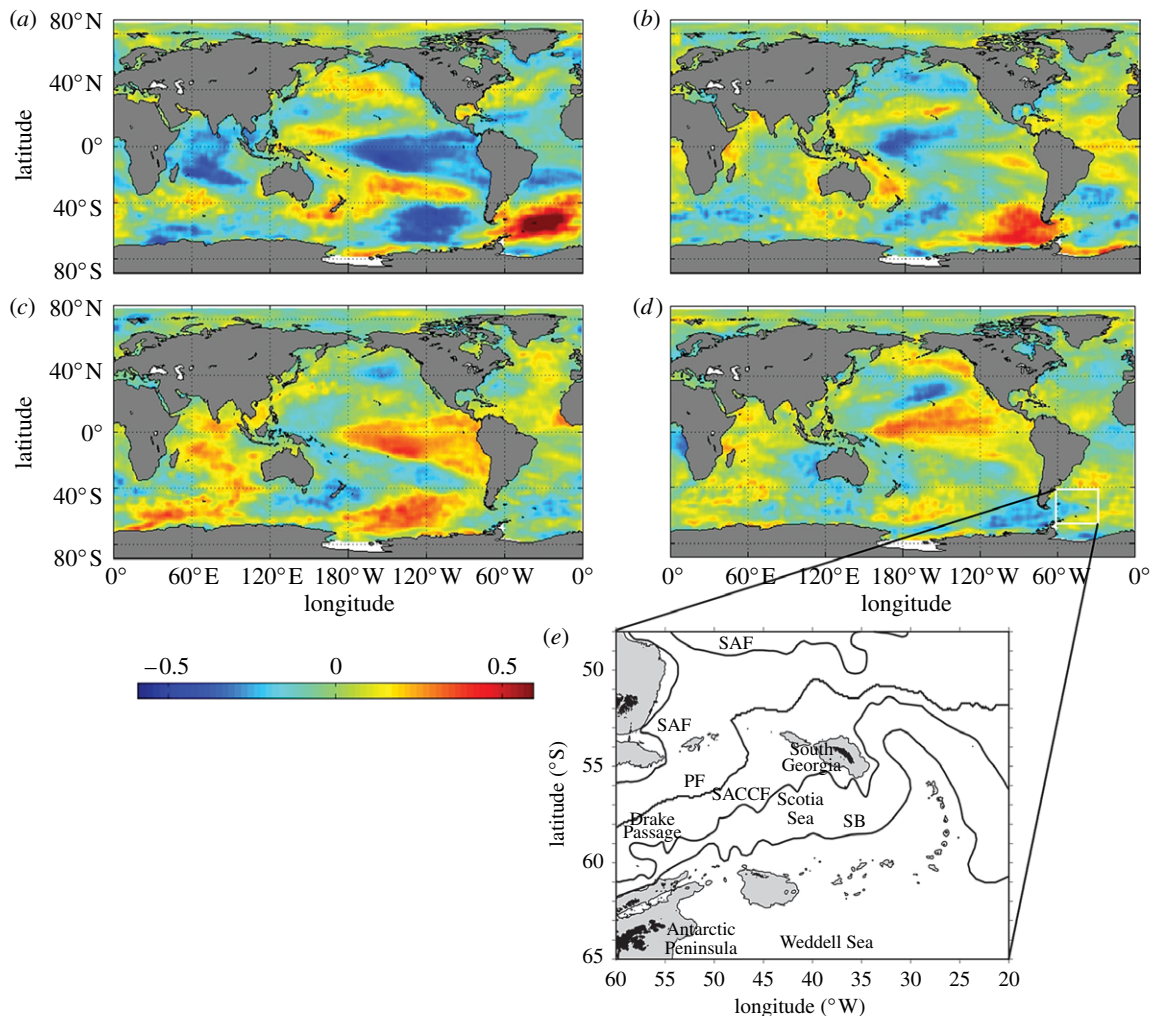 (a)
80° N
40° N
0°
40° S
80° S
latitude
(b)
(c)
80° N
40° N
0°
40° S
80° S
latitude
0°
60° E
120° E
180° W
120° W
60° W
0°
longitude
(d)
0°
60° E
120° E
180° W
120° W
60° W
0°
longitude
−0.5
0
0.5
(e)
50
55
60
65
latitude (° S)
SAF
SAF
PF
SACCF
South
Georgia
Scotia
Sea
SB
Drake
Passage
Antarctic
Peninsula
Weddell Sea
60
55
50
45
40
35
30
25
20
longitude (° W)